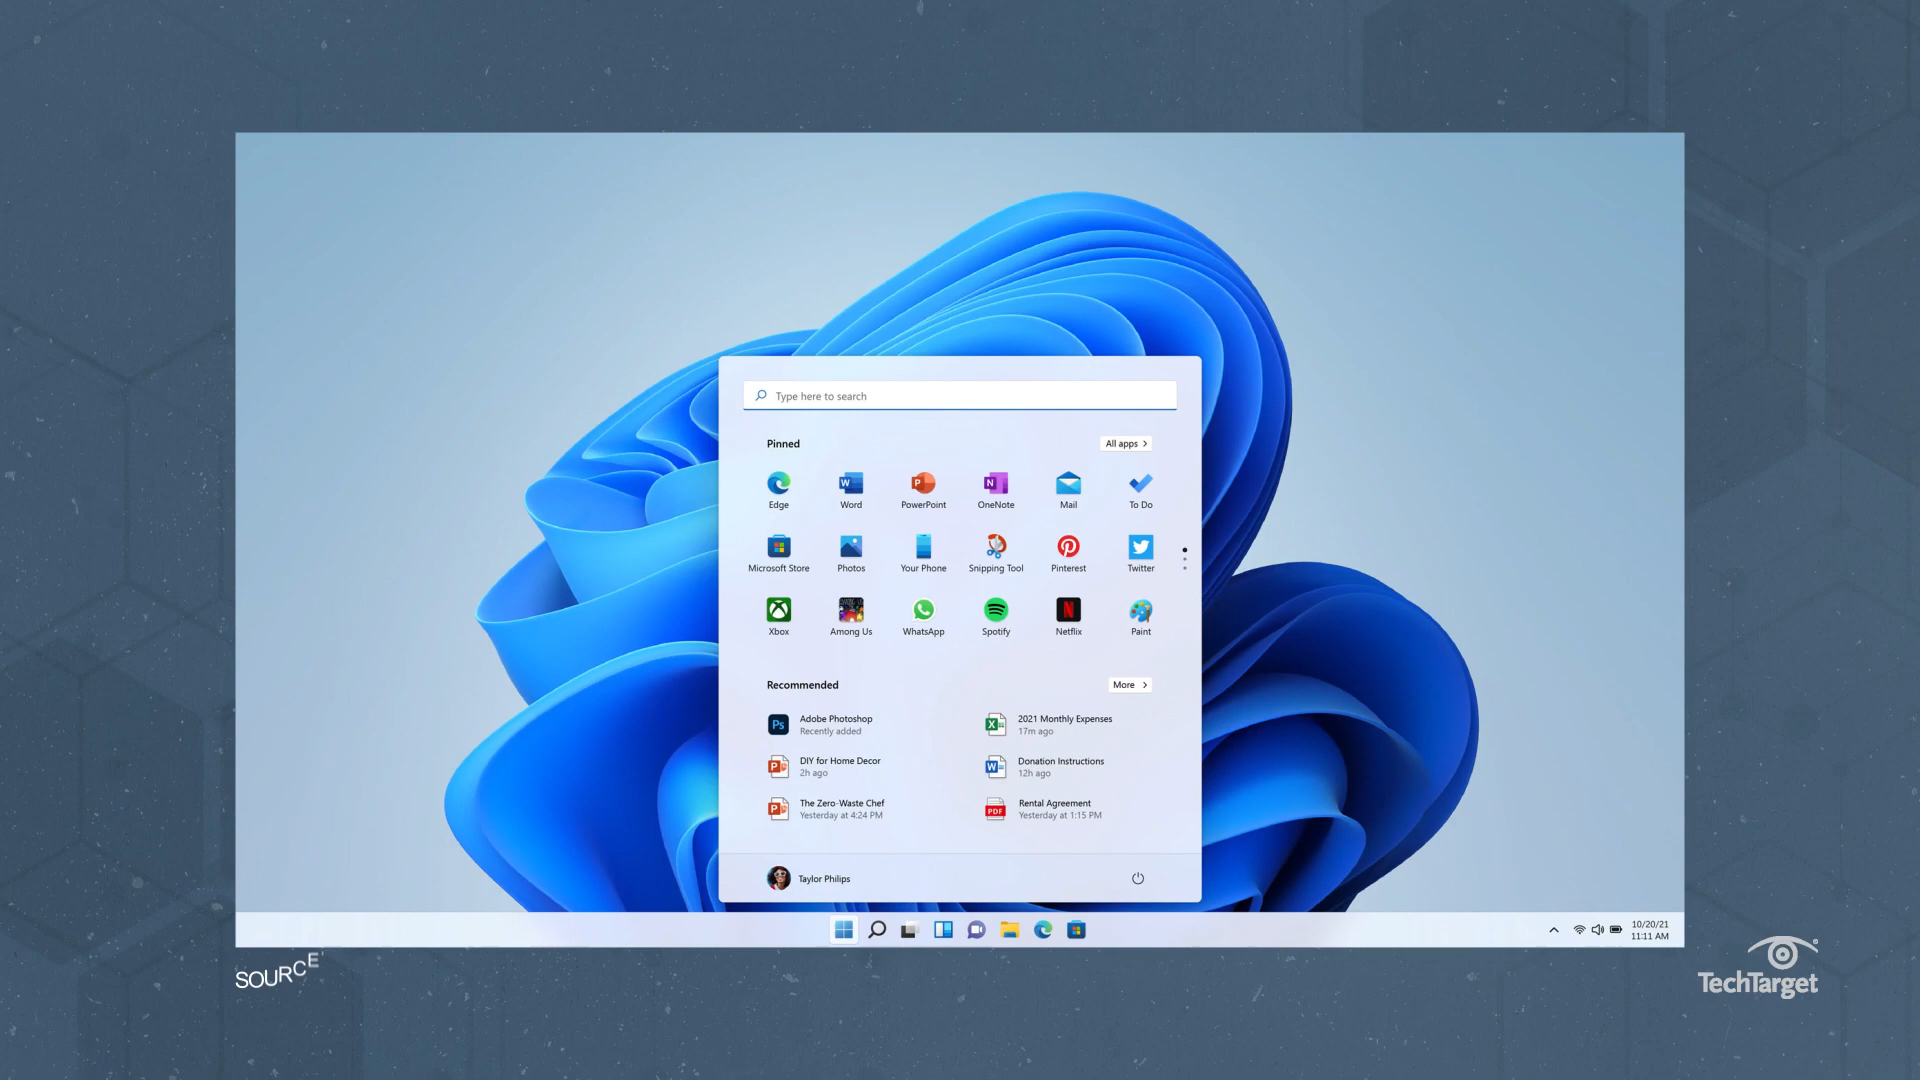 Type here to search
Pinned
All apps
Edge
Word
PowerPoint
OneNote
Mail
To Do
Microsoft Store
Photos
Your Phone
Snipping Tool
Pinterest
Twitter
Xbox
Among Us
WhatsApp
Spotify
Netflix
Paint
Recommended
More
Ps
Adobe Photoshop
Recently added
2021 Monthly Expenses
17m ago
DIY for Home Decor
2h ago
Donation Instructions
12h ago
The Zero-Waste Chef
Yesterday at 4:24 PM
PDF
Rental Agreement
Yesterday at 1:15 PM
Taylor Philips
10/20/21
11:11 AM
SOURCE
TechTarget